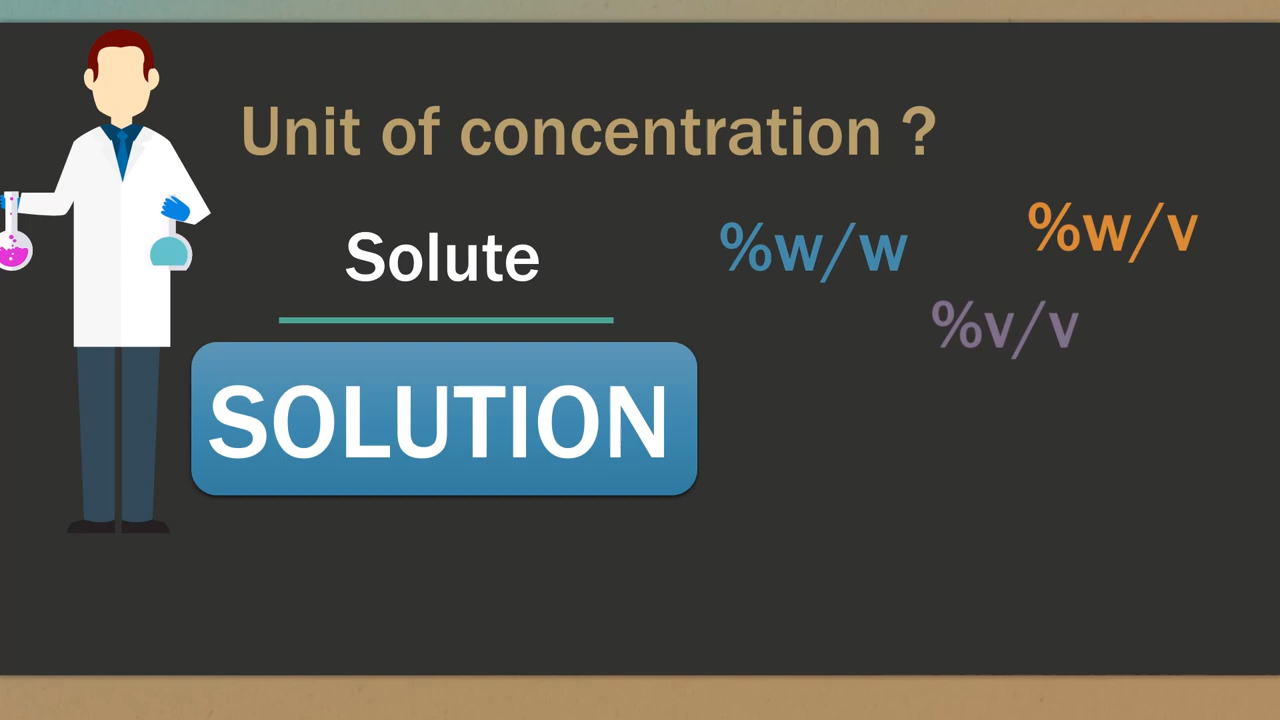 Unit of concentration ?
Solute
SOLUTION
%w/w
%w/v
%v/v